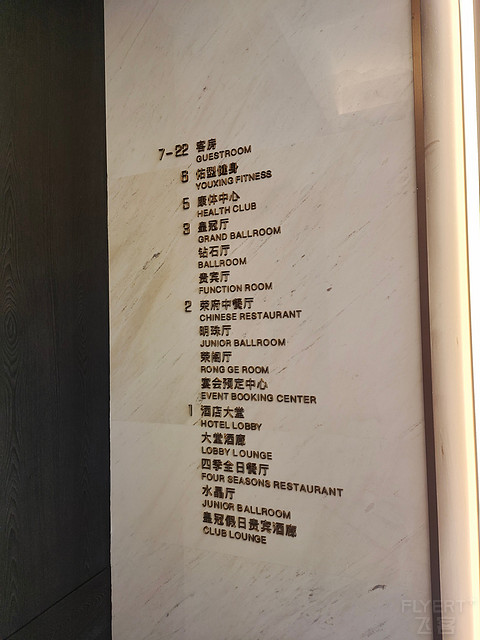 7-22 客房
GUESTROOM
6 佑型健身
YOUXING FITNESS
5 康体中心
HEALTH CLUB
3 皇冠厅
GRAND BALLROOM
钻石厅
BALLROOM
贵宾厅
FUNCTION ROOM
2 荣府中餐厅
CHINESE RESTAURANT
明珠厅
JUNIOR BALLROOM
荣阁厅
RONG GE ROOM
宴会预定中心
EVENT BOOKING CENTER
1 酒店大堂
HOTEL LOBBY
大堂酒廊
LOBBY LOUNGE
四季全日餐厅
FOUR SEASONS RESTAURANT
水晶厅
JUNIOR BALLROOM
皇冠假日贵宾酒廊
CLUB LOUNGE
FLYERT
飞客